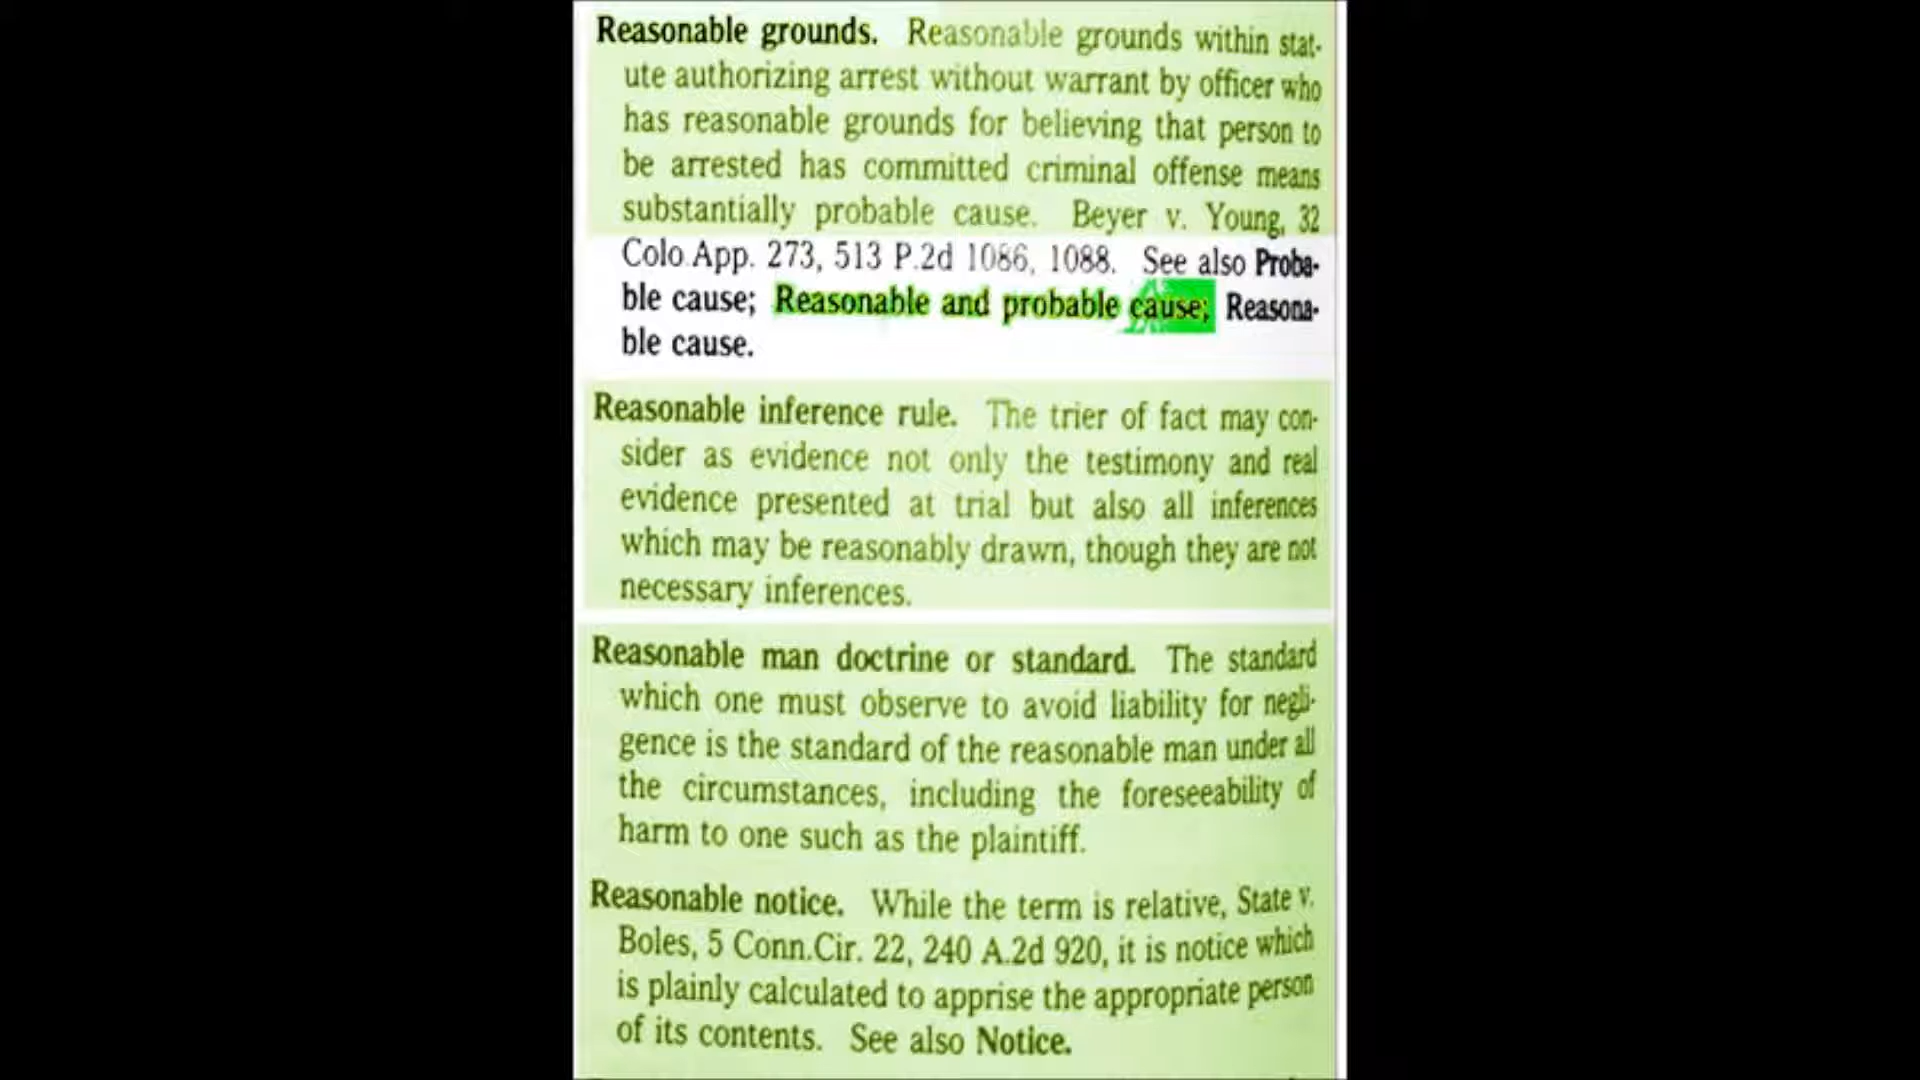 Reasonable grounds. Reasonable grounds within stat-
ute authorizing arrest without warrant by officer who
has reasonable grounds for believing that person to
be arrested has committed criminal offense means
substantially probable cause. Beyer v. Young, 32
Colo.App. 273, 513 P.2d 1086, 1088. See also Proba-
ble cause; Reasonable and probable cause; Reasona-
ble cause.
Reasonable inference rule. The trier of fact may con-
sider as evidence not only the testimony and real
evidence presented at trial but also all inferences
which may be reasonably drawn, though they are not
necessary inferences.
Reasonable man doctrine or standard. The standard
which one must observe to avoid liability for negli-
gence is the standard of the reasonable man under all
the circumstances, including the foreseeability of
harm to one such as the plaintiff.
Reasonable notice. While the term is relative, State v.
Boles, 5 Conn.Cir. 22, 240 A.2d 920, it is notice which
is plainly calculated to apprise the appropriate person
of its contents. See also Notice.